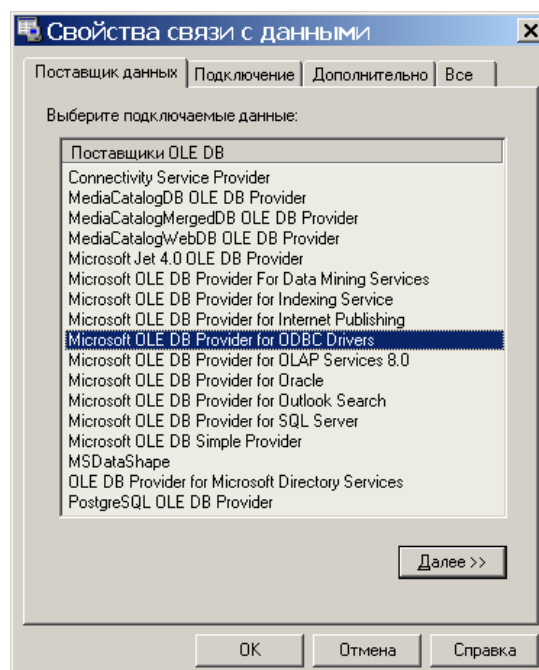 Свойства связи с данными
Поставщик данных Подключение Дополнительно Все
Выберите подключаемые данные:
Поставщики OLE DB
Connectivity Service Provider
MediaCatalogDB OLE DB Provider
MediaCatalogMergedDB OLE DB Provider
MediaCatalogWebDB OLE DB Provider
Microsoft Jet 4.0 OLE DB Provider
Microsoft OLE DB Provider For Data Mining Services
Microsoft OLE DB Provider for Indexing Service
Microsoft OLE DB Provider for Internet Publishing
Microsoft OLE DB Provider for ODBC Drivers
Microsoft OLE DB Provider for OLAP Services 8.0
Microsoft OLE DB Provider for Oracle
Microsoft OLE DB Provider for Outlook Search
Microsoft OLE DB Provider for SQL Server
Microsoft OLE DB Simple Provider
MSDataShape
OLE DB Provider for Microsoft Directory Services
PostgreSQL OLE DB Provider
Далее >>
OK Отмена Справка